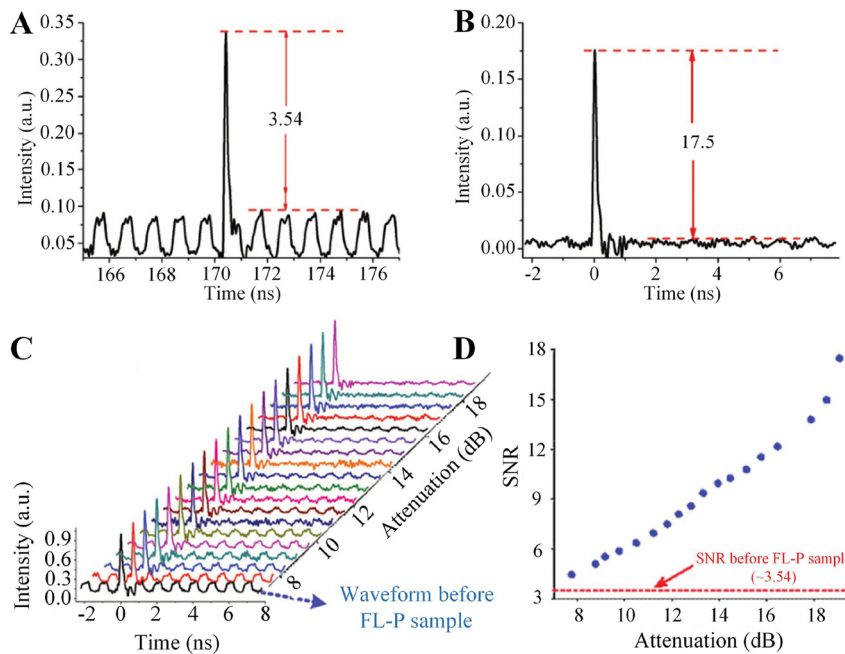 A
0.35
0.30
0.25
0.20
0.15
0.10
0.05
Intensity (a.u.)
3.54
166 168 170 172 174 176
Time (ns)
B
0.20
0.15
0.10
0.05
0.00
Intensity (a.u.)
17.5
-2 0 2 4 6
Time (ns)
C
0.9
0.6
0.3
0.0
Intensity (a.u.)
-2 0 2 4 6 8
Time (ns)
8 10 12 14 16 18
Attenuation (dB)
Waveform before
FL-P sample
D
18
15
12
9
6
3
SNR
SNR before FL-P sampl
(~3.54)
8 10 12 14 16 18
Attenuation (dB)